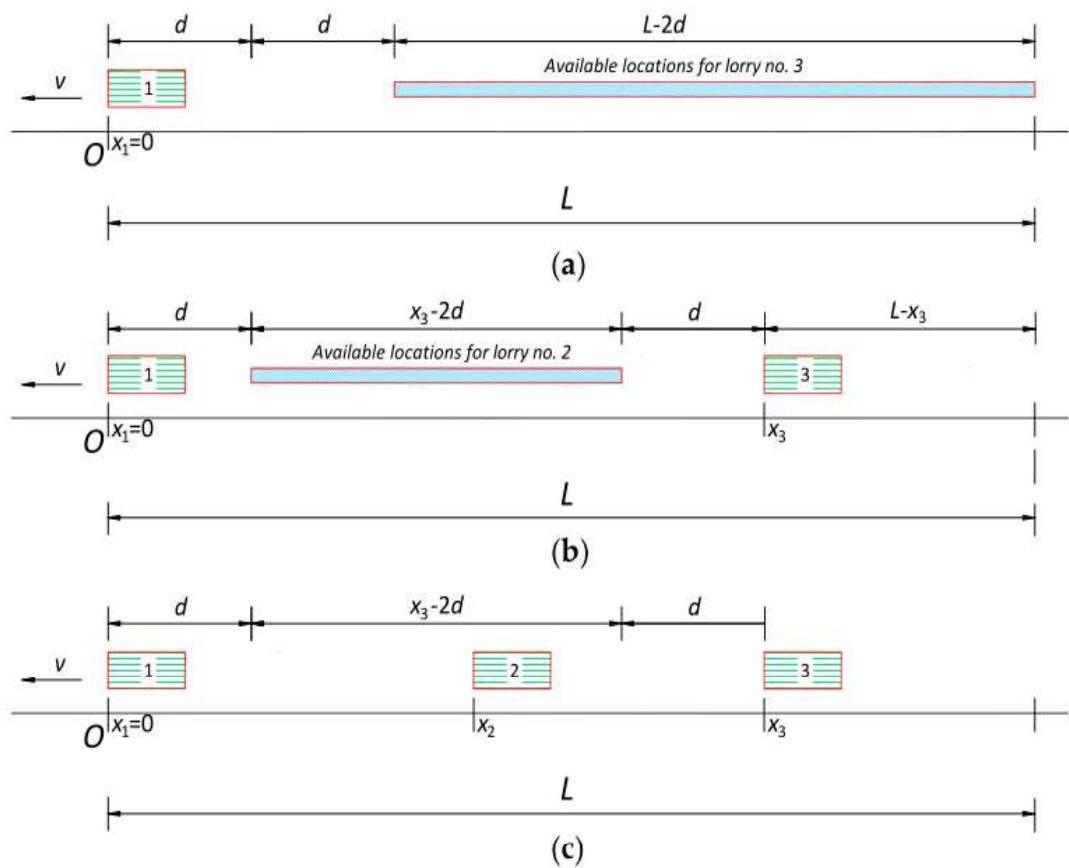 d d L-2d
Available locations for lorry no. 3
v 1
O x₁=0
L
(a)
d x₃-2d d L-x₃
Available locations for lorry no. 2
v 1 3
O x₁=0 x₃
L
(b)
d x₃-2d d
v 1 2 3
O x₁=0 x₂ x₃
L
(c)